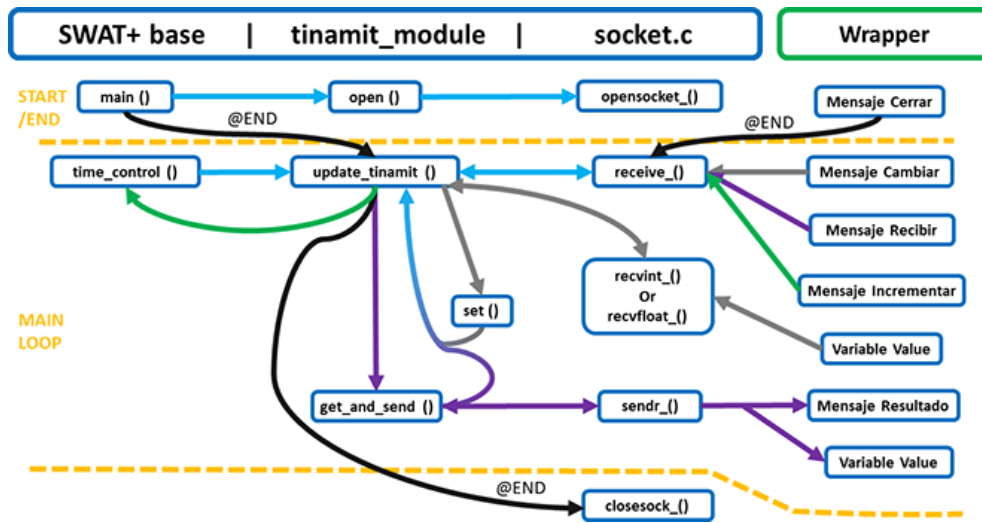 SWAT+ base | tinamit_module | socket.c
Wrapper
START
/END
main ()
open ()
opensocket_()
Mensaje Cerrar
@END
@END
time_control ()
update_tinamit ()
receive_()
Mensaje Cambiar
Mensaje Recibir
recvint_()
Or
recvfloat_()
Mensaje Incrementar
set ()
MAIN
LOOP
Variable Value
get_and_send ()
sendr_()
Mensaje Resultado
Variable Value
@END
closesock_()